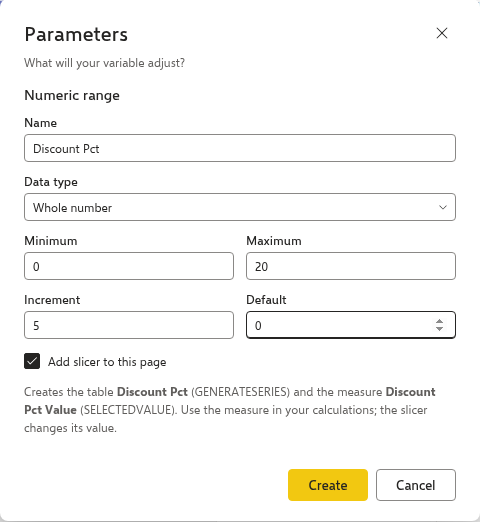 Parameters
What will your variable adjust?
Numeric range
Name
Discount Pct
Data type
Whole number
Minimum
Maximum
0
20
Increment
Default
5
0
Add slicer to this page
Creates the table Discount Pct (GENERATESERIES) and the measure Discount
Pct Value (SELECTEDVALUE). Use the measure in your calculations; the slicer
changes its value.
Create
Cancel